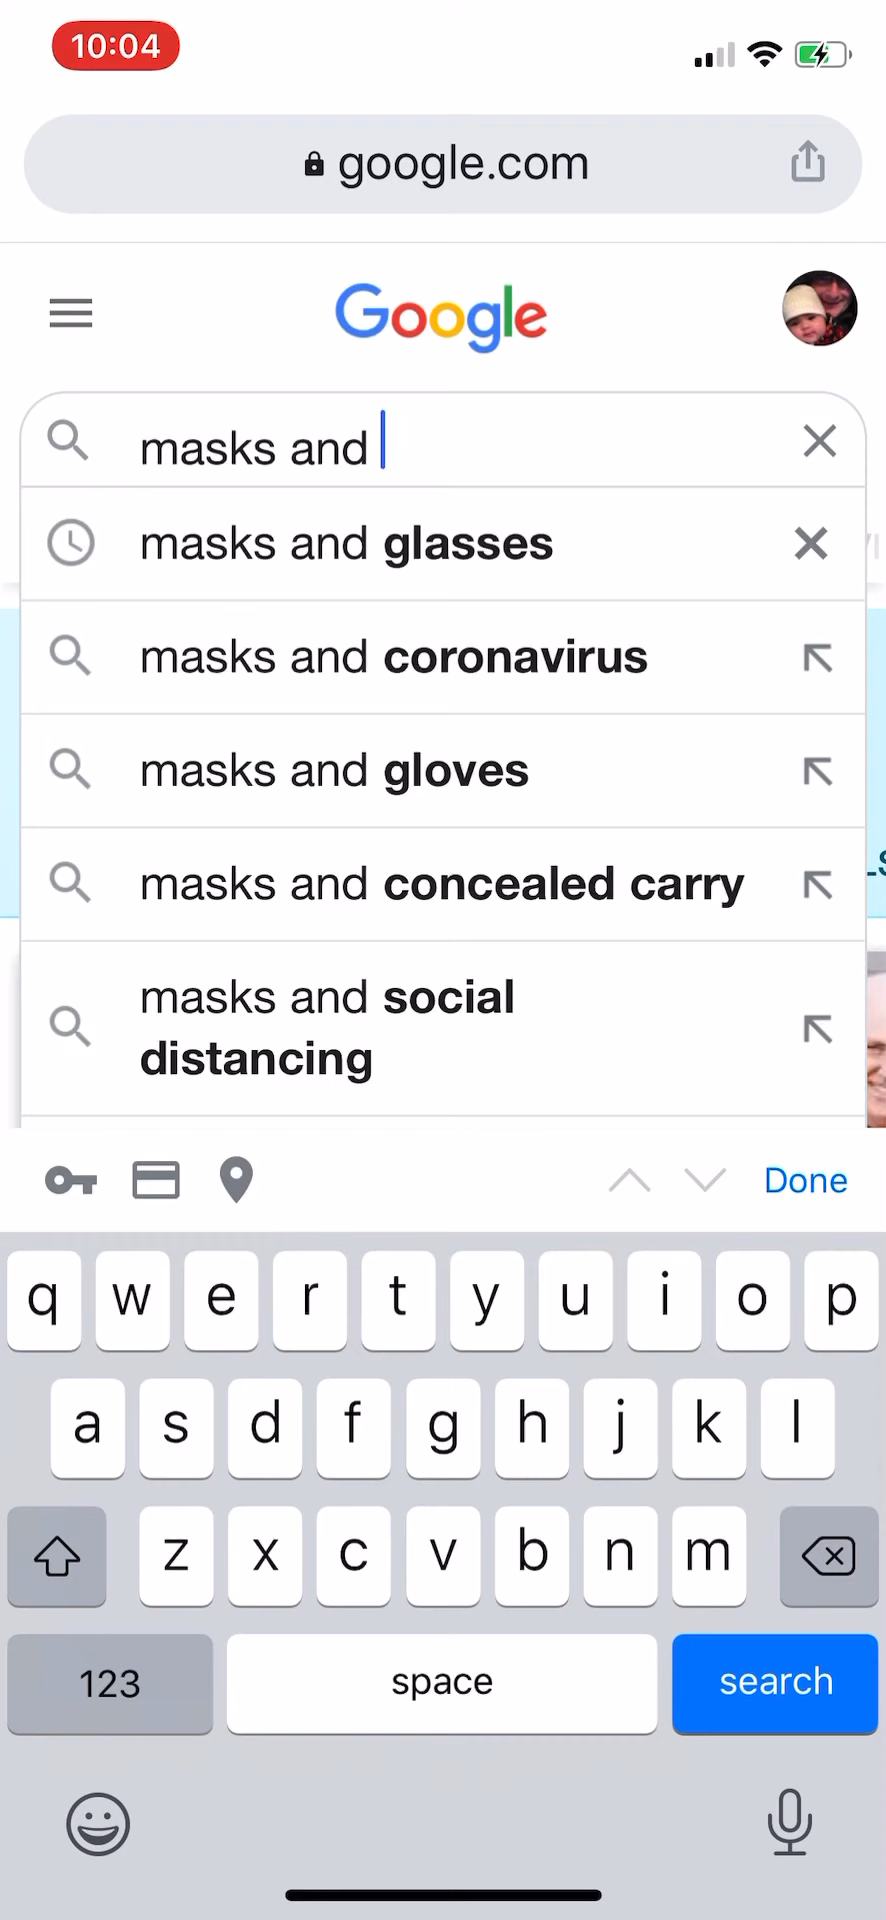 10:04
google.com
Google
masks and
masks and glasses
masks and coronavirus
masks and gloves
masks and concealed carry
masks and social
distancing
Done
q w e r t y u i o p
a s d f g h j k l
z x c v b n m
123 space search